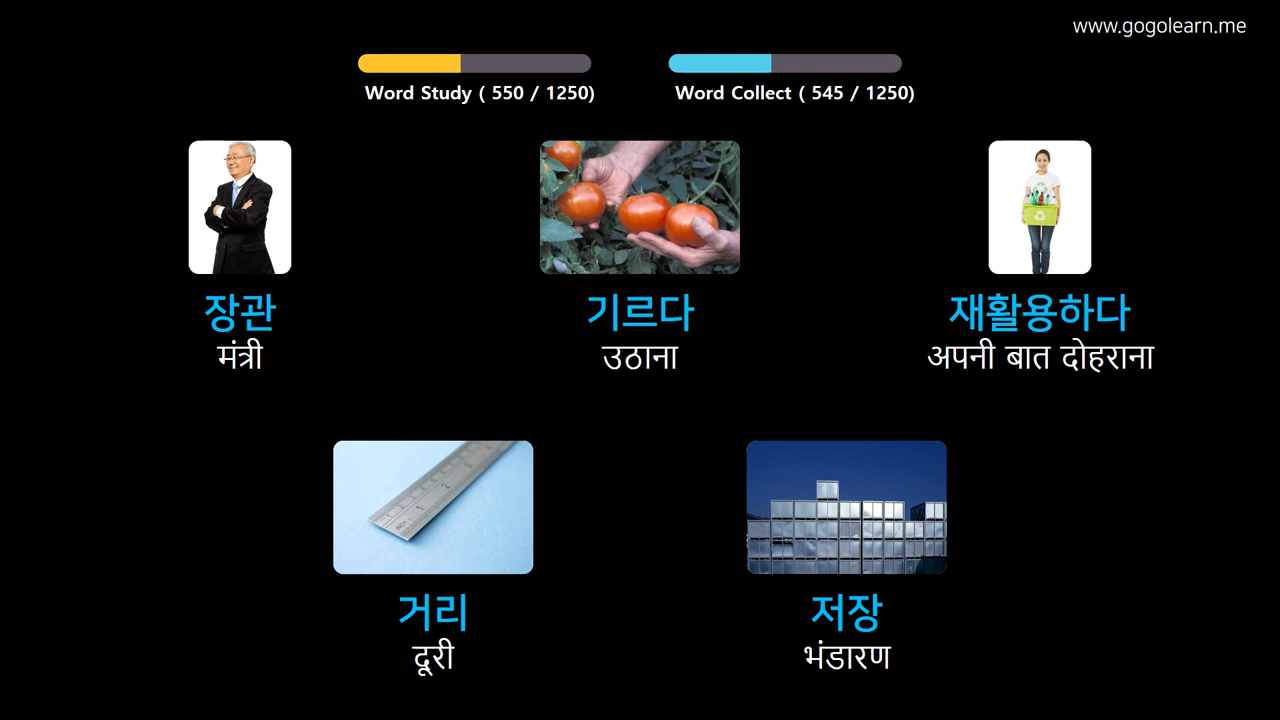 www.gogolearn.me
Word Study ( 550 / 1250)
Word Collect ( 545 / 1250)
장관
मंत्री
기르다
उठाना
재활용하다
अपनी बात दोहराना
거리
दूरी
저장
भंडारण